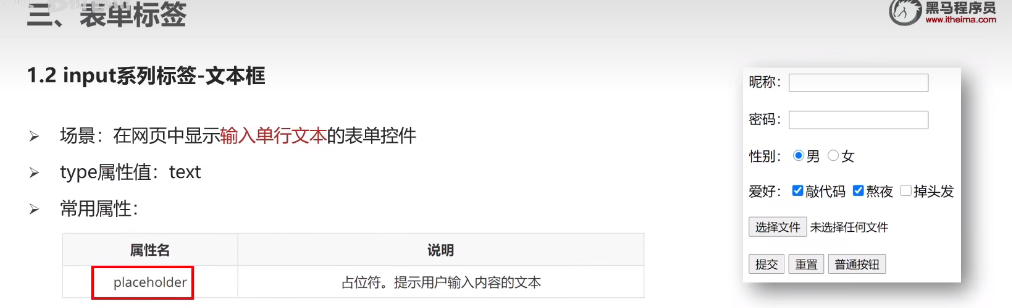 三、表单标签
黑马程序员
www.itheima.com
1.2 input系列标签-文本框
场景：在网页中显示输入单行文本的表单控件
type属性值：text
常用属性：
属性名 说明
placeholder 占位符。提示用户输入内容的文本
昵称：
密码：
性别： 男 女
爱好： 敲代码 熬夜 掉头发
选择文件 未选择任何文件
提交 重置 普通按钮